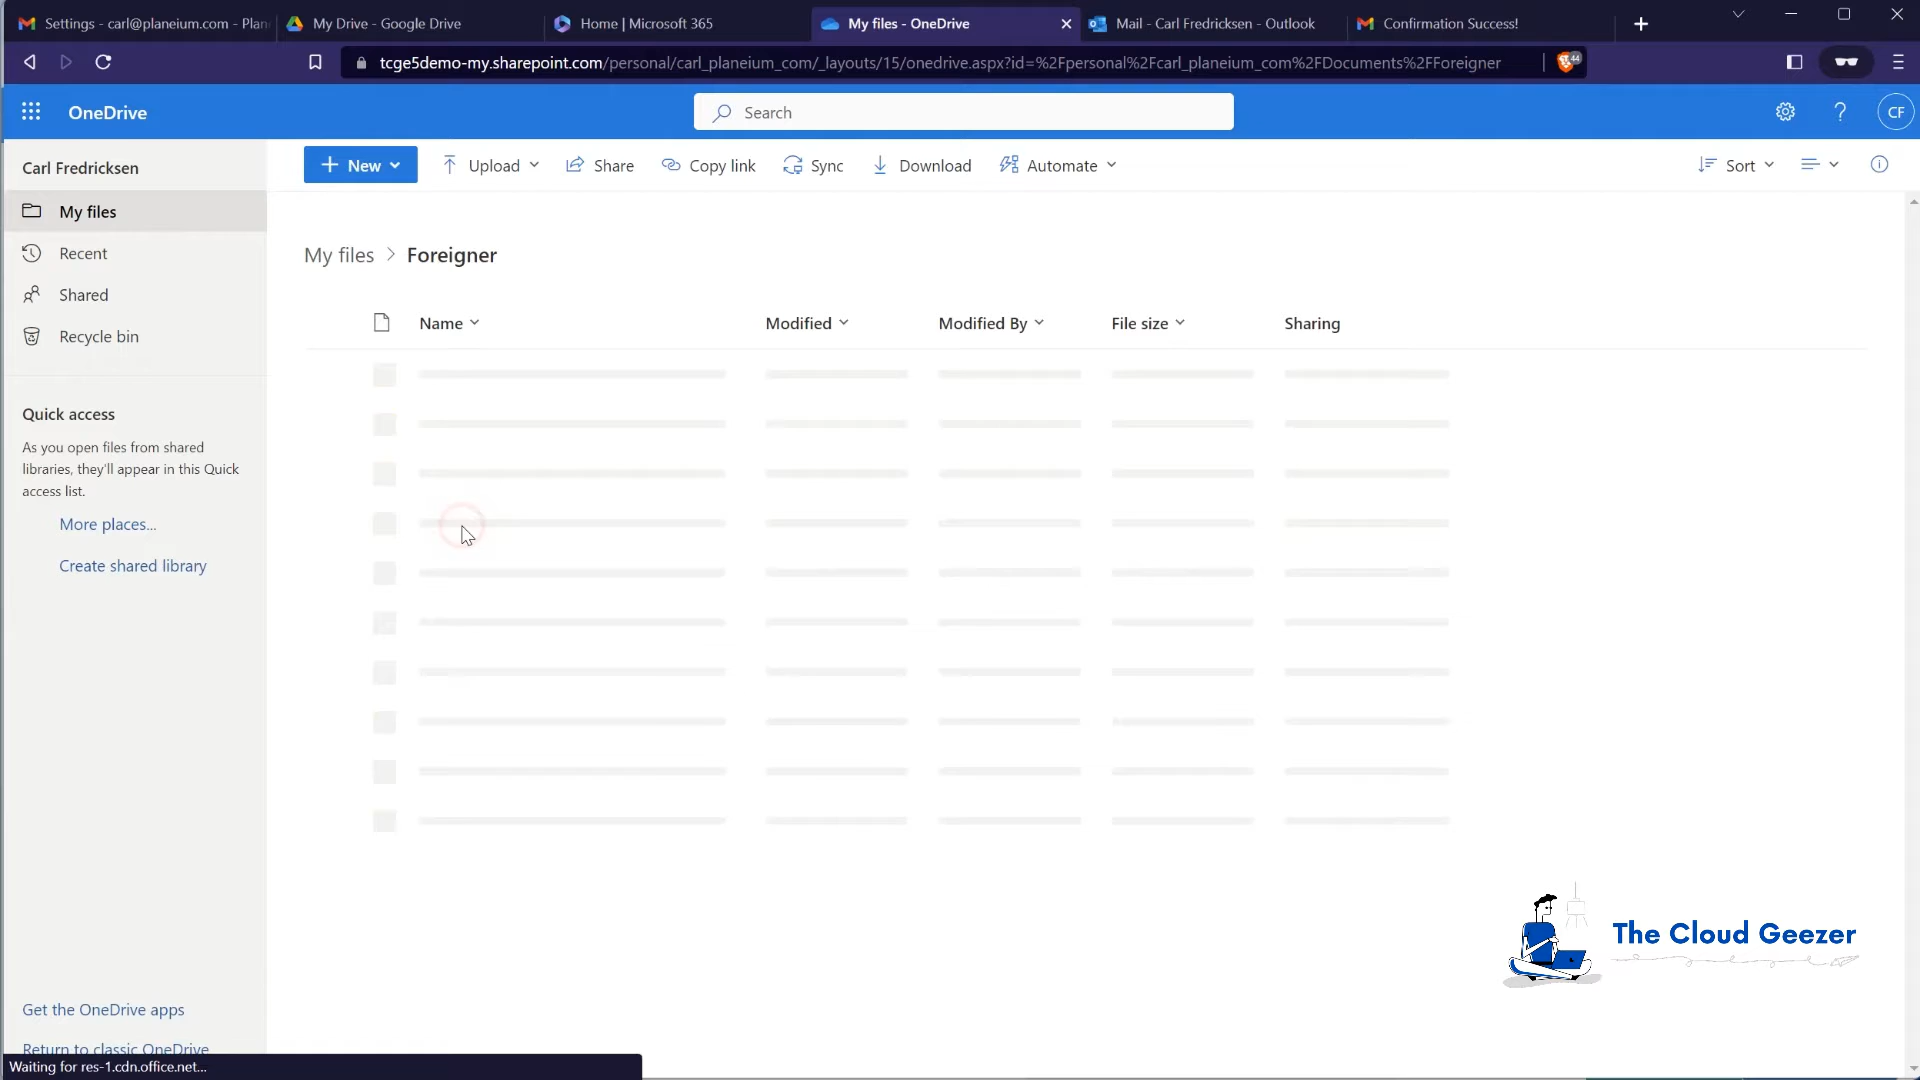 Settings - carl@planeium.com - Plan
My Drive - Google Drive
Home | Microsoft 365
My files - OneDrive
Mail - Carl Fredricksen - Outlook
Confirmation Success!
tcge5demo-my.sharepoint.com/personal/carl_planeium_com/_layouts/15/onedrive.aspx?id=%2Fpersonal%2Fcarl_planeium_com%2FDocuments%2FForeigner
44
OneDrive
Search
?
CF
Carl Fredricksen
New
Upload
Share
Copy link
Sync
Download
Automate
Sort
My files
Recent
Shared
Recycle bin
My files > Foreigner
Name
Modified
Modified By
File size
Sharing
Quick access
As you open files from shared
libraries, they'll appear in this Quick
access list.
More places...
Create shared library
The Cloud Geezer
Get the OneDrive apps
Return to classic OneDrive
Waiting for res-1.cdn.office.net...